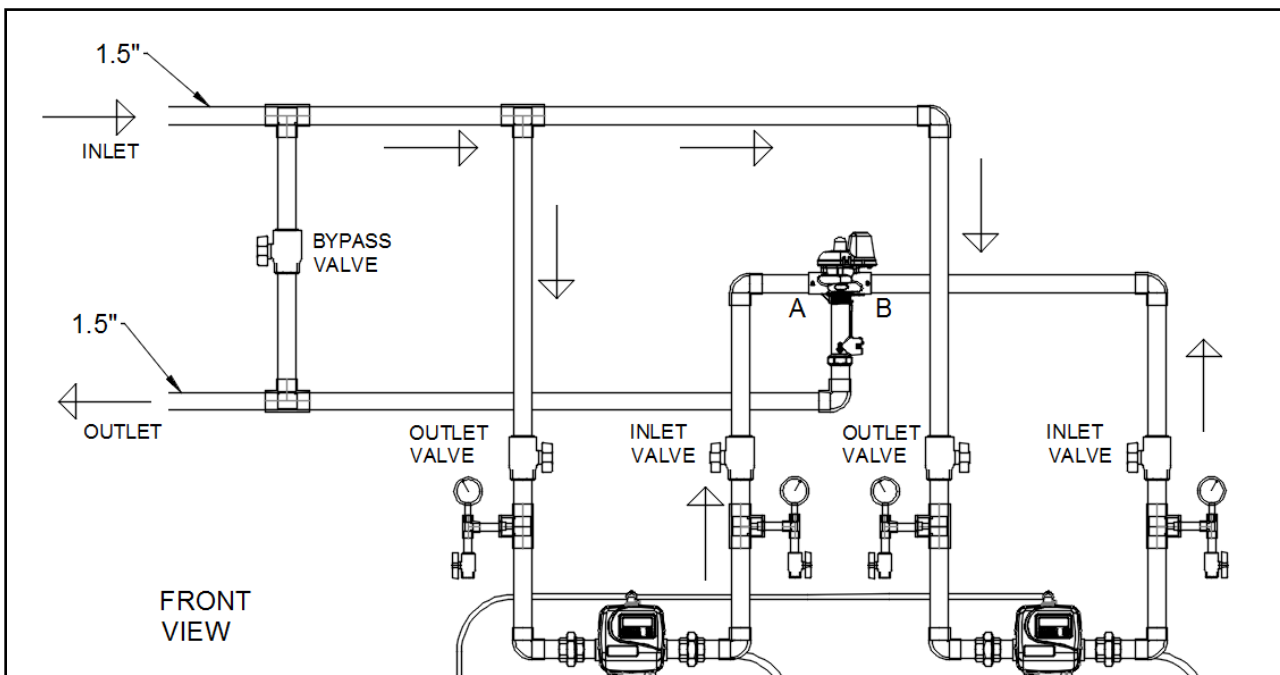 1.5"
INLET
BYPASS
VALVE
A
B
1.5"
OUTLET
OUTLET
VALVE
INLET
VALVE
OUTLET
VALVE
INLET
VALVE
FRONT
VIEW